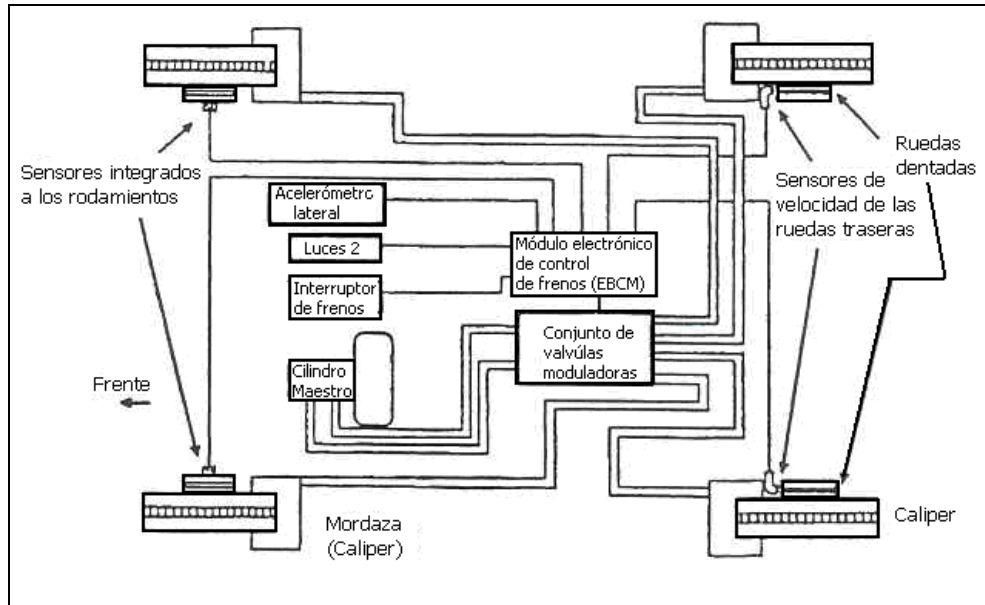 Sensores integrados
a los rodamientos
Acelerómetro
lateral
Luces 2
Interruptor
de frenos
Cilindro
Maestro
Frente
Mordaza
(Caliper)
Módulo electrónico
de control
de frenos (EBCM)
Conjunto de
valvúlas
moduladoras
Sensores de
velocidad de las
ruedas traseras
Ruedas
dentadas
Caliper